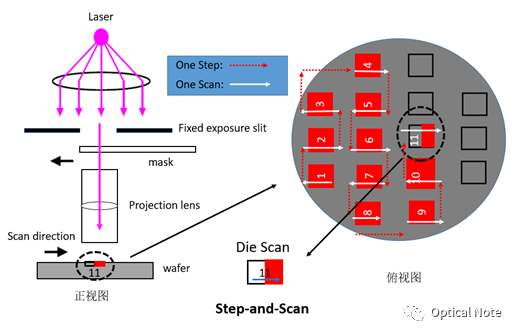 Laser
One Step:
One Scan:
Fixed exposure slit
mask
Projection lens
Scan direction
11
wafer
正视图
4
3
5
2
6
11
1
7
10
8
9
Die Scan
11
俯视图
Step-and-Scan
Optical Note